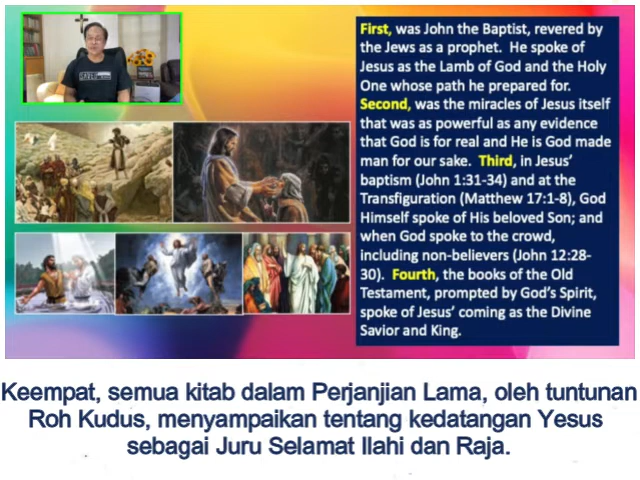 First, was John the Baptist, revered by
the Jews as a prophet. He spoke of
Jesus as the Lamb of God and the Holy
One whose path he prepared for.
Second, was the miracles of Jesus itself
that was as powerful as any evidence
that God is for real and He is God made
man for our sake. Third, in Jesus'
baptism (John 1:31-34) and at the
Transfiguration (Matthew 17:1-8), God
Himself spoke of His beloved Son; and
when God spoke to the crowd,
including non-believers (John 12:28-
30). Fourth, the books of the Old
Testament, prompted by God's Spirit,
spoke of Jesus' coming as the Divine
Savior and King.
Keempat, semua kitab dalam Perjanjian Lama, oleh tuntunan
Roh Kudus, menyampaikan tentang kedatangan Yesus
sebagai Juru Selamat Ilahi dan Raja.